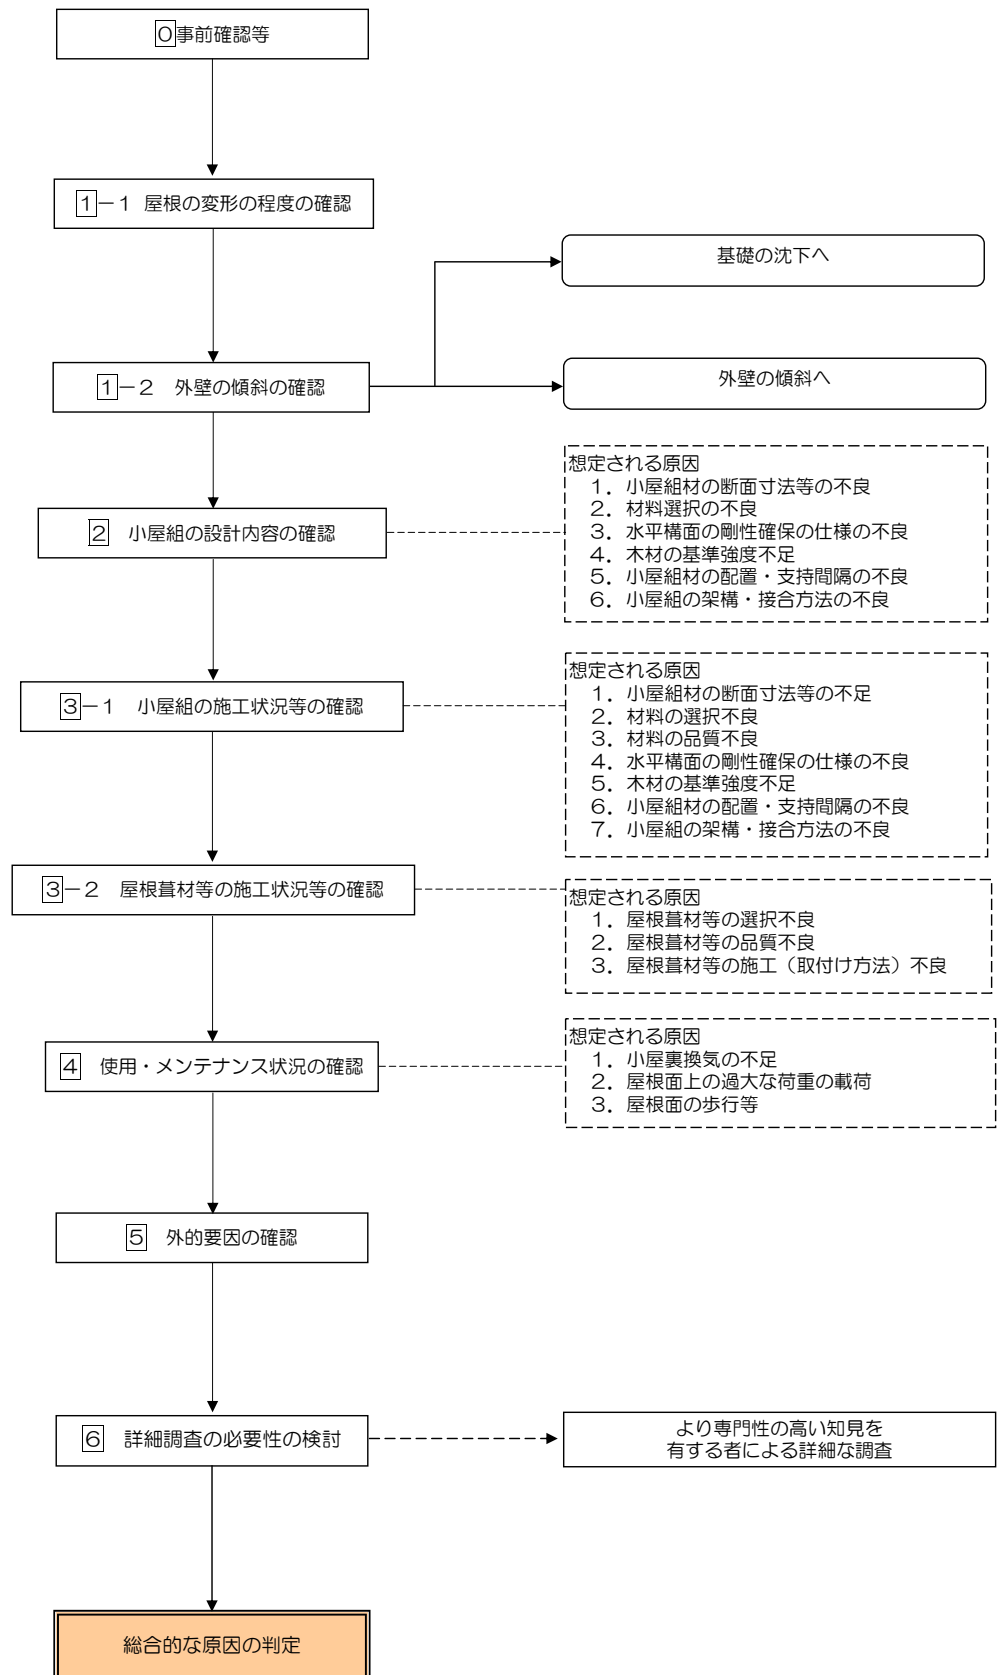 0事前確認等
1－1 屋根の変形の程度の確認
基礎の沈下へ
1－2　外壁の傾斜の確認
外壁の傾斜へ
2　小屋組の設計内容の確認
想定される原因
1．小屋組材の断面寸法等の不良
2．材料選択の不良
3．水平構面の剛性確保の仕様の不良
4．木材の基準強度不足
5．小屋組材の配置・支持間隔の不良
6．小屋組の架構・接合方法の不良
3－1　小屋組の施工状況等の確認
想定される原因
1．小屋組材の断面寸法等の不足
2．材料の選択不良
3．材料の品質不良
4．水平構面の剛性確保の仕様の不良
5．木材の基準強度不足
6．小屋組材の配置・支持間隔の不良
7．小屋組の架構・接合方法の不良
3－2　屋根葺材等の施工状況等の確認
想定される原因
1．屋根葺材等の選択不良
2．屋根葺材等の品質不良
3．屋根葺材等の施工（取付け方法）不良
4　使用・メンテナンス状況の確認
想定される原因
1．小屋裏換気の不足
2．屋根面上の過大な荷重の載荷
3．屋根面の歩行等
5　外的要因の確認
6　詳細調査の必要性の検討
より専門性の高い知見を
有する者による詳細な調査
総合的な原因の判定